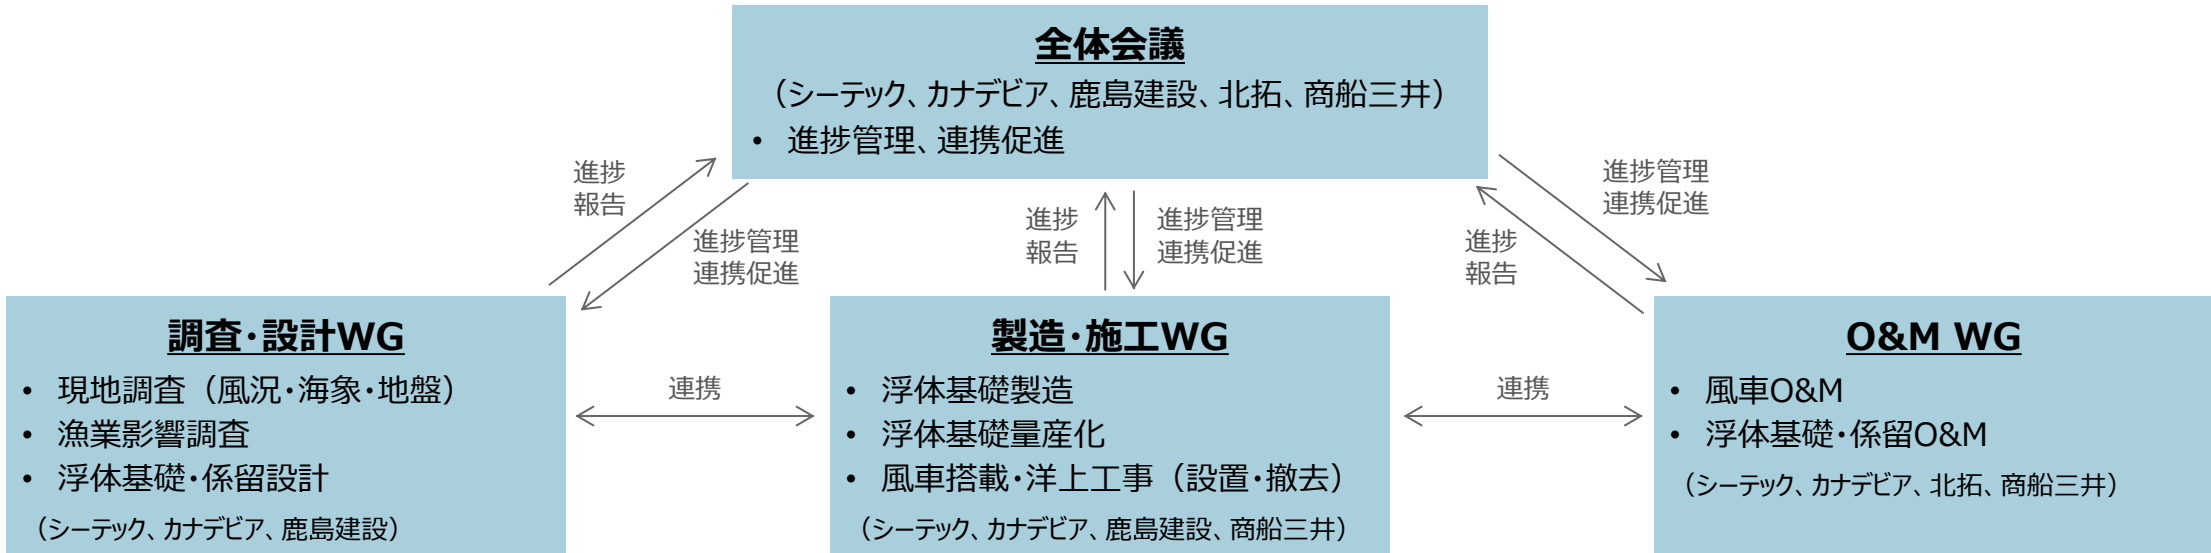 全体会議
（シーテック、カナデビア、鹿島建設、北拓、商船三井）
• 進捗管理、連携促進
進捗
報告
進捗管理
連携促進
進捗
報告
進捗管理
連携促進
進捗
報告
進捗管理
連携促進
調査・設計WG
• 現地調査（風況・海象・地盤）
• 漁業影響調査
• 浮体基礎・係留設計
（シーテック、カナデビア、鹿島建設）
連携
製造・施工WG
• 浮体基礎製造
• 浮体基礎量産化
• 風車搭載・洋上工事（設置・撤去）
（シーテック、カナデビア、鹿島建設、商船三井）
連携
O&M WG
• 風車O&M
• 浮体基礎・係留O&M
（シーテック、カナデビア、北拓、商船三井）